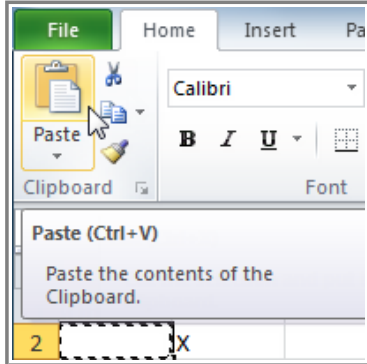 File Home Insert Pa
Calibri
Paste
B I U
Clipboard Font
Paste (Ctrl+V)
Paste the contents of the
Clipboard.
2 X